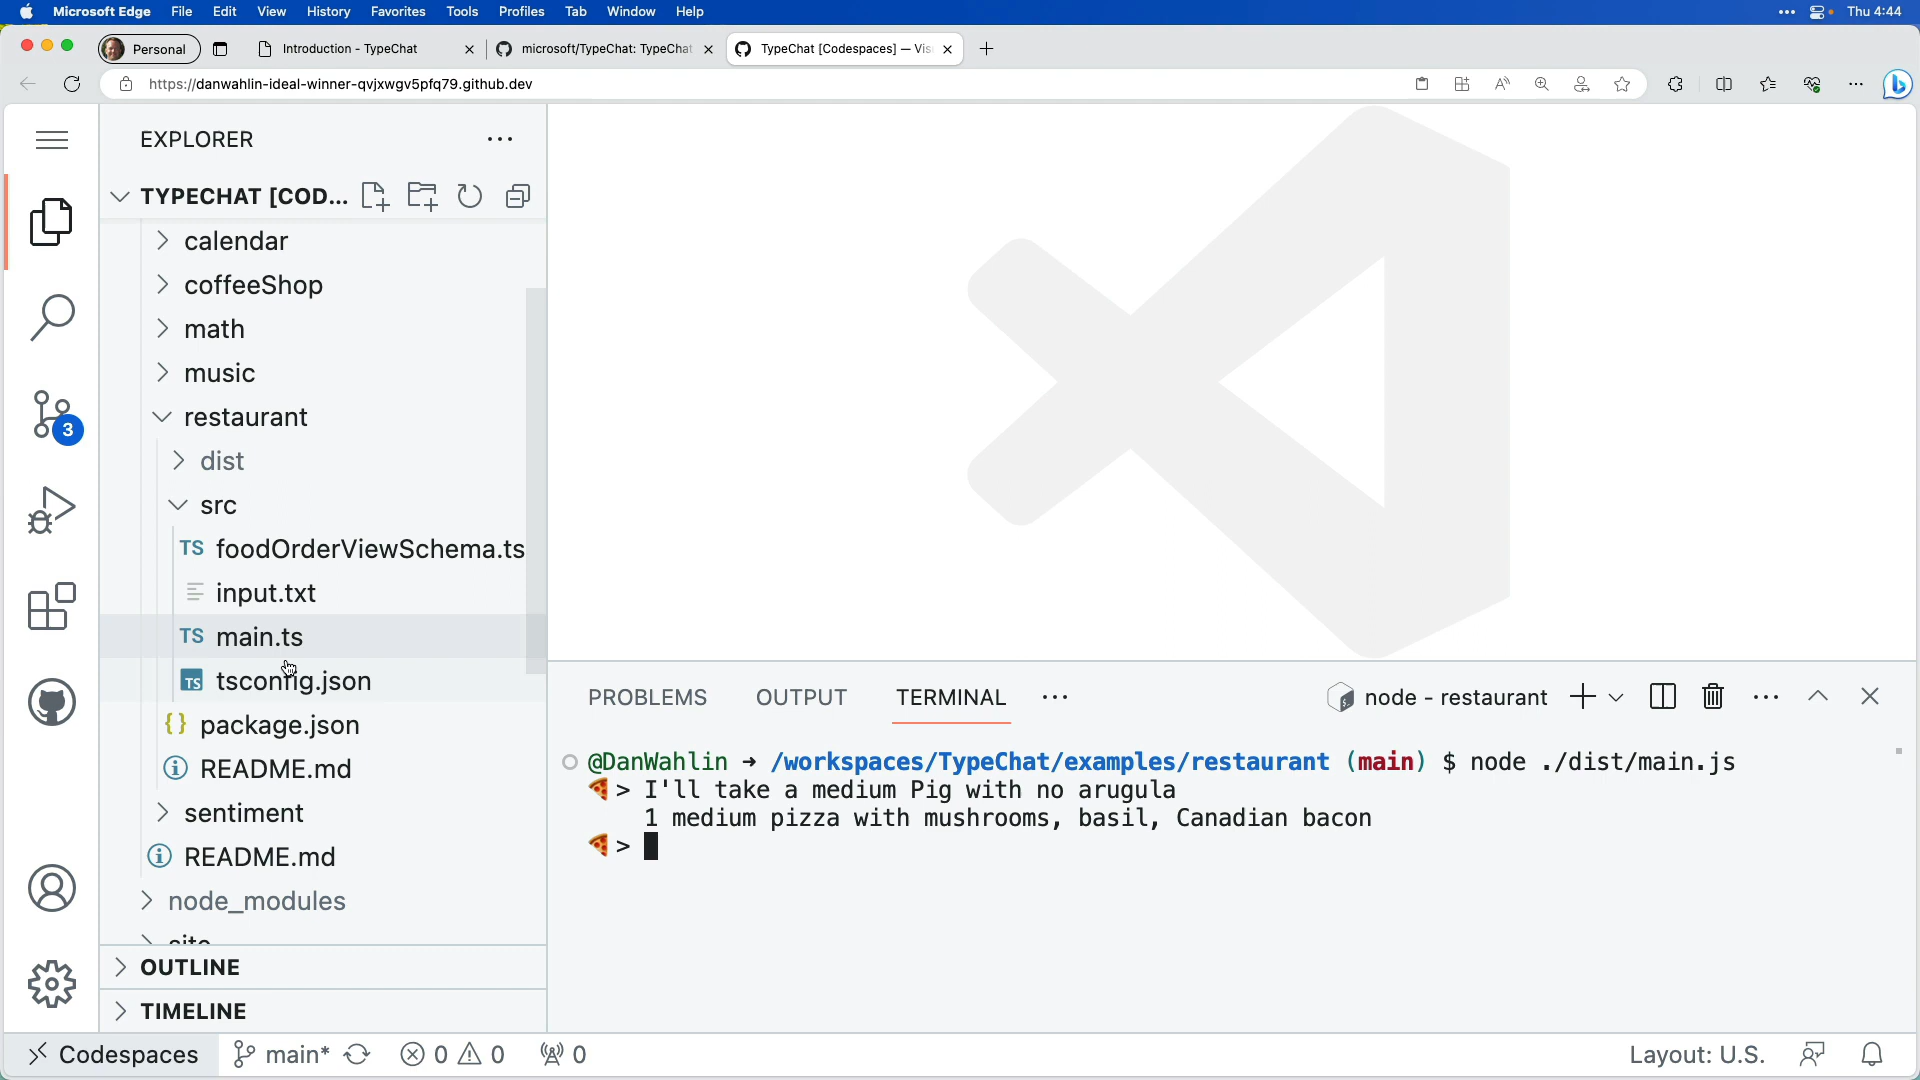 Microsoft Edge File Edit View History Favorites Tools Profiles Tab Window Help
Thu 4:44
Personal
Introduction - TypeChat
microsoft/TypeChat: TypeChat
TypeChat [Codespaces] — Vis
https://danwahlin-ideal-winner-qvjxwgv5pfq79.github.dev
EXPLORER
TYPECHAT [COD...
calendar
coffeeShop
math
music
3
restaurant
dist
src
TS foodOrderViewSchema.ts
input.txt
TS main.ts
TS tsconfig.json
{} package.json
README.md
sentiment
README.md
node_modules
site
OUTLINE
TIMELINE
PROBLEMS OUTPUT TERMINAL
node - restaurant
@DanWahlin → /workspaces/TypeChat/examples/restaurant (main) $ node ./dist/main.js
🍕> I'll take a medium Pig with no arugula
1 medium pizza with mushrooms, basil, Canadian bacon
🍕>
Codespaces main* 0 0 0
Layout: U.S.